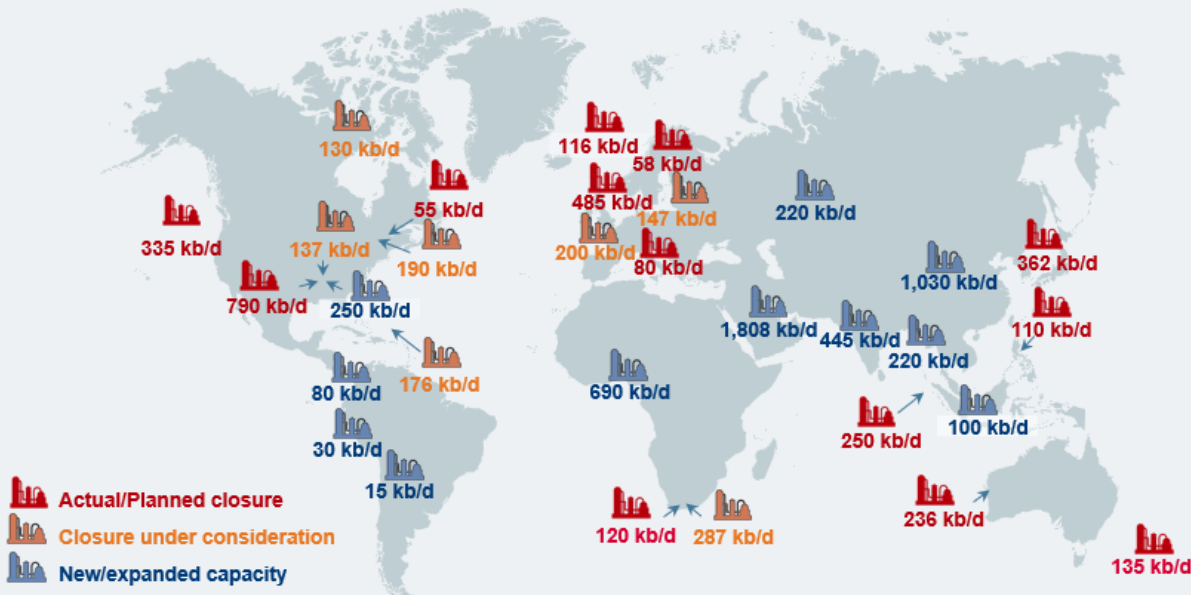 130 kb/d
116 kb/d
58 kb/d
55 kb/d
485 kb/d
147 kb/d
220 kb/d
335 kb/d
137 kb/d
190 kb/d
200 kb/d
80 kb/d
362 kb/d
1,030 kb/d
790 kb/d
250 kb/d
1,808 kb/d
445 kb/d
220 kb/d
110 kb/d
80 kb/d
176 kb/d
690 kb/d
250 kb/d
100 kb/d
30 kb/d
15 kb/d
120 kb/d
287 kb/d
236 kb/d
135 kb/d
Actual/Planned closure
Closure under consideration
New/expanded capacity